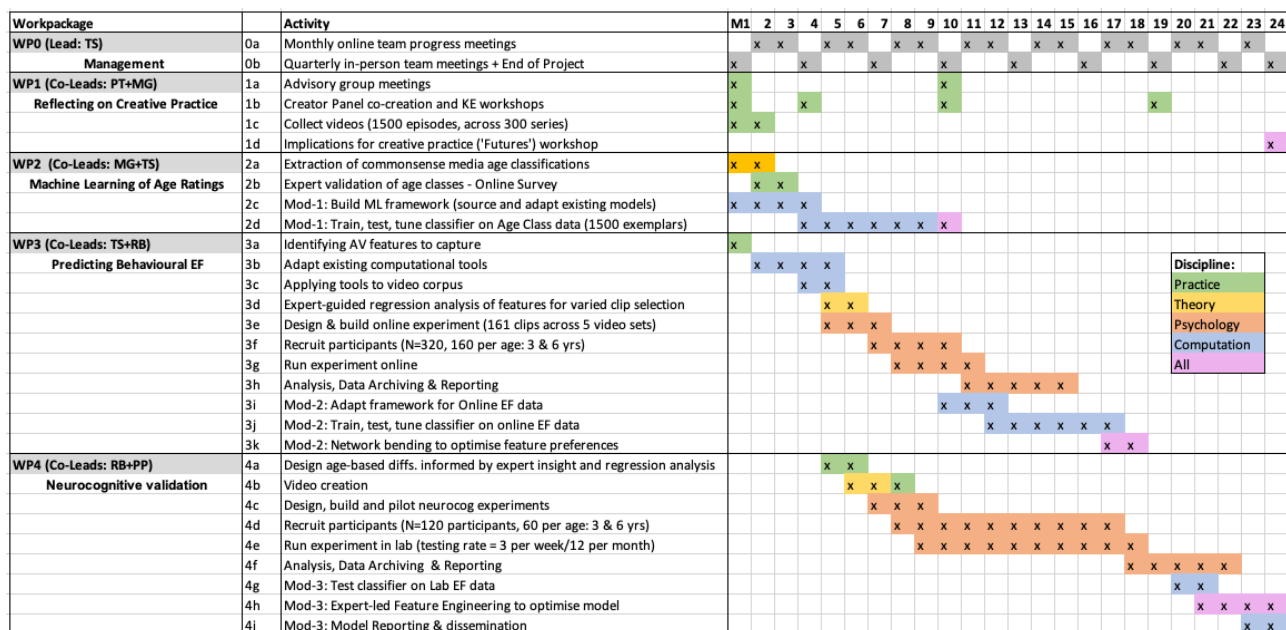 Workpackage Activity M1 2 3 4 5 6 7 8 9 10 11 12 13 14 15 16 17 18 19 20 21 22 23 24
WP0 (Lead: TS) 0a Monthly online team progress meetings x x x x x x x x x x x x x x x
Management 0b Quarterly in-person team meetings + End of Project x x x x x x x x x
WP1 (Co-Leads: PT+MG) 1a Advisory group meetings x x
Reflecting on Creative Practice 1b Creator Panel co-creation and KE workshops x x x x
1c Collect videos (1500 episodes, across 300 series) x x
1d Implications for creative practice ('Futures') workshop x
WP2 (Co-Leads: MG+TS) 2a Extraction of commonsense media age classifications x x
Machine Learning of Age Ratings 2b Expert validation of age classes - Online Survey x x
2c Mod-1: Build ML framework (source and adapt existing models) x x x x
2d Mod-1: Train, test, tune classifier on Age Class data (1500 exemplars) x x x x x x x
WP3 (Co-Leads: TS+RB) 3a Identifying AV features to capture x
Predicting Behavioural EF 3b Adapt existing computational tools x x x x Discipline:
3c Applying tools to video corpus x x Practice
3d Expert-guided regression analysis of features for varied clip selection x x Theory
3e Design & build online experiment (161 clips across 5 video sets) x x x Psychology
3f Recruit participants (N=320, 160 per age: 3 & 6 yrs) x x x x Computation
3g Run experiment online x x x x All
3h Analysis, Data Archiving & Reporting x x x x x
3i Mod-2: Adapt framework for Online EF data x x x
3j Mod-2: Train, test, tune classifier on online EF data x x x x x x
3k Mod-2: Network bending to optimise feature preferences x x
WP4 (Co-Leads: RB+PP) 4a Design age-based diffs. informed by expert insight and regression analysis x x
Neurocognitive validation 4b Video creation x x x
4c Design, build and pilot neurocog experiments x x x
4d Recruit participants (N=120 participants, 60 per age: 3 & 6 yrs) x x x x x x x x x x
4e Run experiment in lab (testing rate = 3 per week/12 per month) x x x x x x x x x x
4f Analysis, Data Archiving & Reporting x x x x x
4g Mod-3: Test classifier on Lab EF data x x
4h Mod-3: Expert-led Feature Engineering to optimise model x x x x
4i Mod-3: Model Reporting & dissemination x x